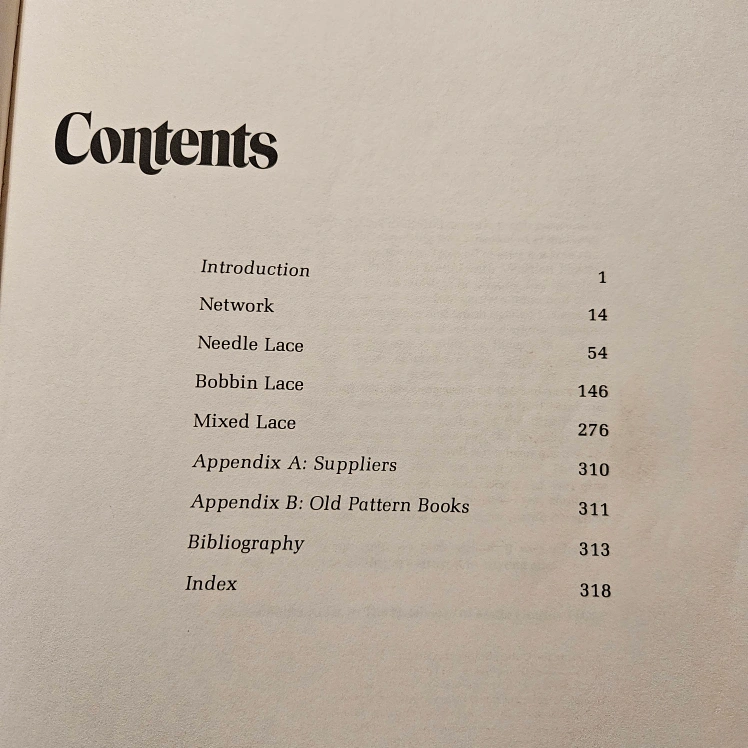 Contents
Introduction 1
Network 14
Needle Lace 54
Bobbin Lace 146
Mixed Lace 276
Appendix A: Suppliers 310
Appendix B: Old Pattern Books 311
Bibliography 313
Index 318